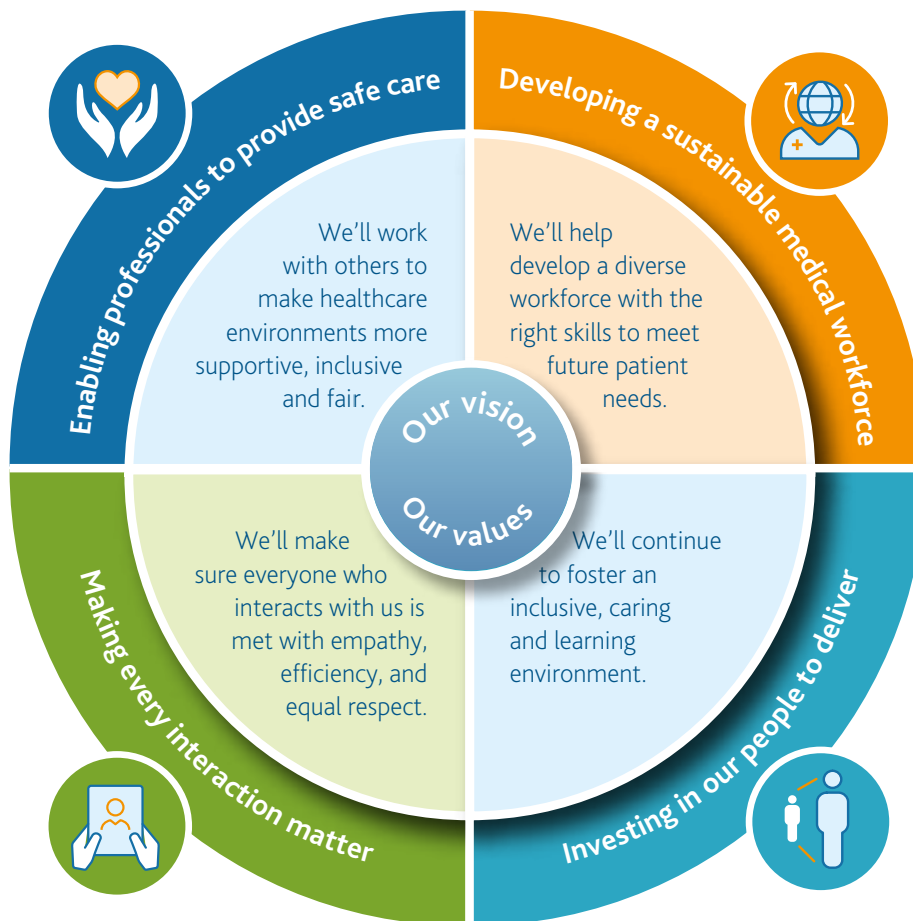 Enabling professionals to provide safe care
We'll work
with others to
make healthcare
environments more
supportive, inclusive
and fair.
Developing a sustainable medical workforce
We'll help
develop a diverse
workforce with the
right skills to meet
future patient
needs.
Our vision
Our values
Making every interaction matter
We'll make
sure everyone who
interacts with us is
met with empathy,
efficiency, and
equal respect.
Investing in our people to deliver
We'll continue
to foster an
inclusive, caring
and learning
environment.